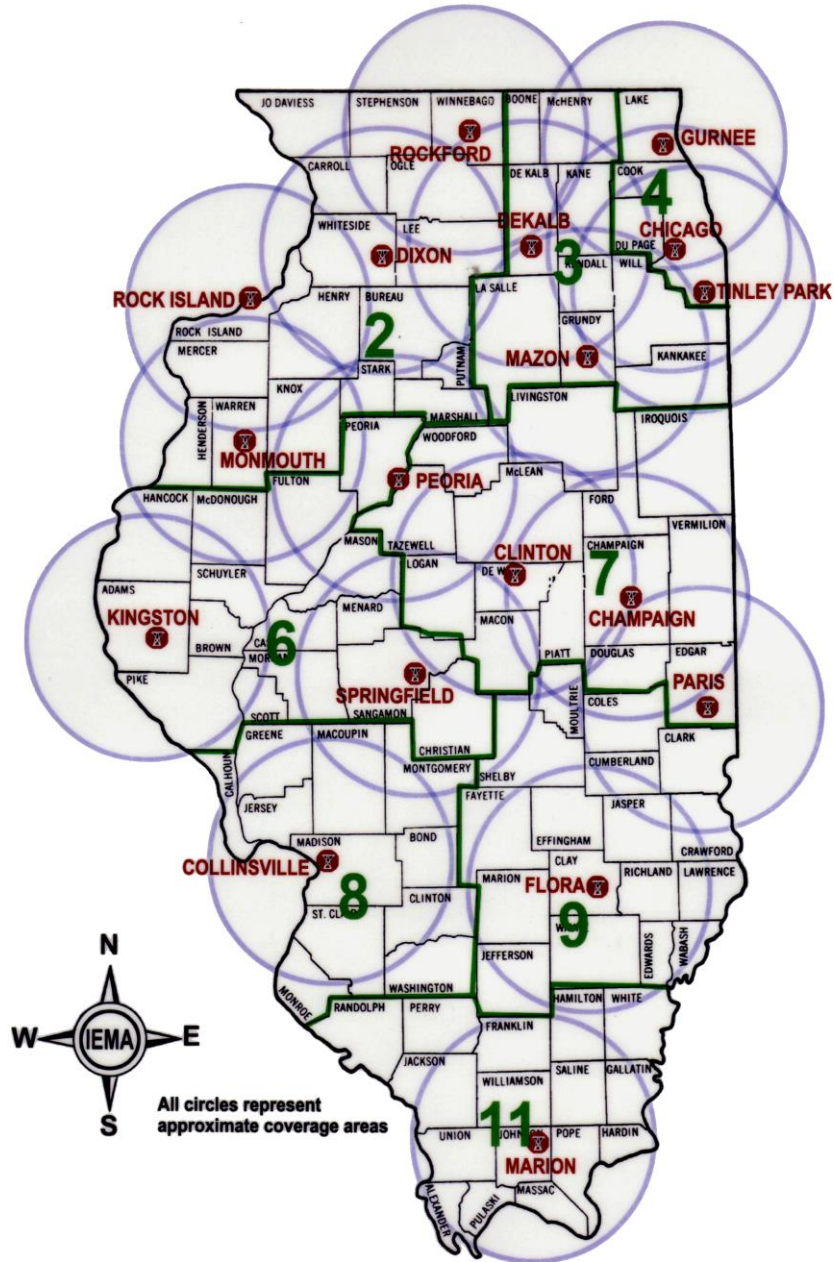 JO DAVIESS
STEPHENSON
WINNEBAGO
BOONE
McHENRY
LAKE
ROCKFORD
GURNEE
CARROLL
OGLE
DE KALB
KANE
COOK
4
WHITESIDE
LEE
DEKALB
CHICAGO
DIXON
3
DU PAGE
KENDALL
WILL
ROCK ISLAND
HENRY
BUREAU
LA SALLE
TINLEY PARK
ROCK ISLAND
2
GRUNDY
MERCER
STARK
PUTNAM
MAZON
KANKAKEE
KNOX
HENDERSON
WARREN
MARSHALL
LIVINGSTON
PEORIA
WOODFORD
IROQUOIS
MONMOUTH
McLEAN
FULTON
PEORIA
HANCOCK
McDONOUGH
FORD
VERMILION
MASON
TAZEWELL
CHAMPAIGN
LOGAN
CLINTON
SCHUYLER
DE W
7
ADAMS
MENARD
CHAMPAIGN
KINGSTON
MACON
BROWN
CA
6
PIATT
DOUGLAS
EDGAR
PIKE
SPRINGFIELD
MOULTRIE
COLES
PARIS
SCOTT
SANGAMON
GREENE
MACOUPIN
CLARK
CHRISTIAN
CALHOUN
MONTGOMERY
SHELBY
CUMBERLAND
FAYETTE
JERSEY
JASPER
MADISON
BOND
EFFINGHAM
CRAWFORD
COLLINSVILLE
CLAY
MARION
RICHLAND
LAWRENCE
8
FLORA
CLINTON
ST. CL
9
EDWARDS
WABASH
JEFFERSON
WASHINGTON
MONROE
RANDOLPH
PERRY
HAMILTON
WHITE
N
FRANKLIN
W
IEMA
E
JACKSON
SALINE
GALLATIN
WILLIAMSON
S
All circles represent
approximate coverage areas
11
UNION
POPE
HARDIN
MARION
MASSAC
ALEXANDER
PULASKI